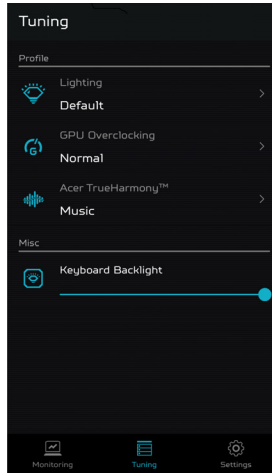 Tuning
Profile
Lighting
Default
GPU Overclocking
Normal
Acer TrueHarmony™
Music
Misc
Keyboard Backlight
Monitoring
Tuning
Settings